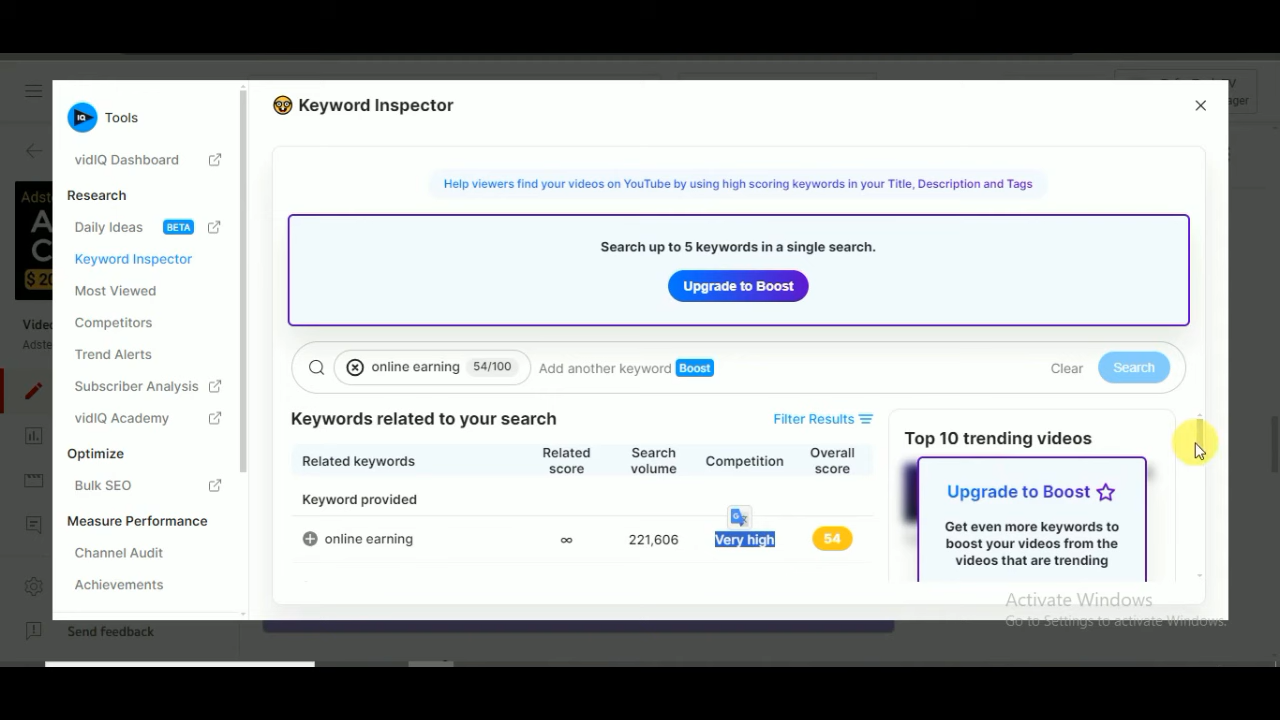 Keyword Inspector
Tools
vidIQ Dashboard
Research
Daily Ideas BETA
Keyword Inspector
Most Viewed
Competitors
Trend Alerts
Subscriber Analysis
vidIQ Academy
Optimize
Bulk SEO
Measure Performance
Channel Audit
Achievements
Send feedback
Help viewers find your videos on YouTube by using high scoring keywords in your Title, Description and Tags
Search up to 5 keywords in a single search.
Upgrade to Boost
online earning 54/100 Add another keyword Boost Clear Search
Keywords related to your search Filter Results
Related keywords Related score Search volume Competition Overall score
Keyword provided
online earning ∞ 221,606 Very high 54
Top 10 trending videos
Upgrade to Boost
Get even more keywords to
boost your videos from the
videos that are trending
Activate Windows
Go to Settings to activate Windows.